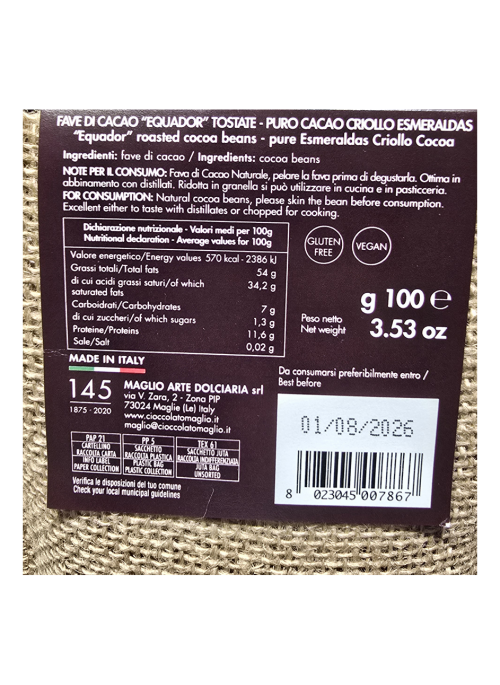 FAVE DI CACAO "EQUADOR" TOSTATE - PURO CACAO CRIOLLO ESMERALDAS
"Equador" roasted cocoa beans - pure Esmeraldas Criollo Cocoa
Ingredienti: fave di cacao / Ingredients: cocoa beans
NOTE PER IL CONSUMO: Fava di Cacao Naturale, pelare la fava prima di degustarla. Ottima in
abbinamento con distillati. Ridotta in granella si può utilizzare in cucina e in pasticceria.
FOR CONSUMPTION: Natural cocoa beans, please skin the bean before consumption.
Excellent either to taste with distillates or chopped for cooking.
Dichiarazione nutrizionale - Valori medi per 100g
Nutritional declaration - Average values for 100g
Valore energetico/Energy values 570 kcal - 2386 kJ
Grassi totali/Total fats 54 g
di cui acidi grassi saturi/of which
saturated fats 34,2 g
Carboidrati/Carbohydrates 7 g
di cui zuccheri/of which sugars 1,3 g
Proteine/Proteins 11,6 g
Sale/Salt 0,02 g
GLUTEN
FREE
VEGAN
Peso netto
Net weight
g 100 e
3.53 oz
MADE IN ITALY
145
1875 - 2020
MAGLIO ARTE DOLCIARIA srl
via V. Zara, 2 - Zona PIP
73024 Maglie (Le) Italy
www.cioccolatomaglio.it
maglio@cioccolatomaglio.it
Da consumarsi preferibilmente entro /
Best before
01/08/2026
8 023045 007867
PAP 21
CARTELLINO
RACCOLTA CARTA
INFO LABEL
PAPER COLLECTION
PP 5
SACCHETTO
RACCOLTA PLASTICA
PLASTIC BAG
PLASTIC COLLECTION
TEX 61
SACCHETTO JUTA
RACCOLTA INDIFFERENZIATA
JUTA BAG
UNSORTED
Verifica le disposizioni del tuo comune
Check your local municipal guidelines